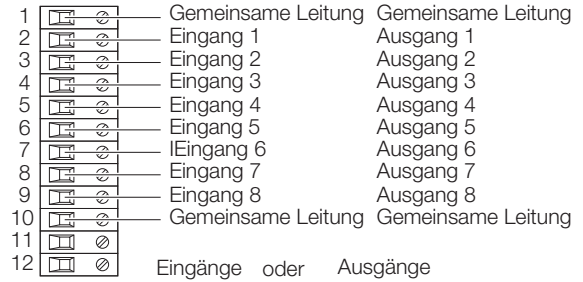 1 Gemeinsame Leitung Gemeinsame Leitung
2 Eingang 1 Ausgang 1
3 Eingang 2 Ausgang 2
4 Eingang 3 Ausgang 3
5 Eingang 4 Ausgang 4
6 Eingang 5 Ausgang 5
7 IEingang 6 Ausgang 6
8 Eingang 7 Ausgang 7
9 Eingang 8 Ausgang 8
10 Gemeinsame Leitung Gemeinsame Leitung
11
12 Eingänge oder Ausgänge